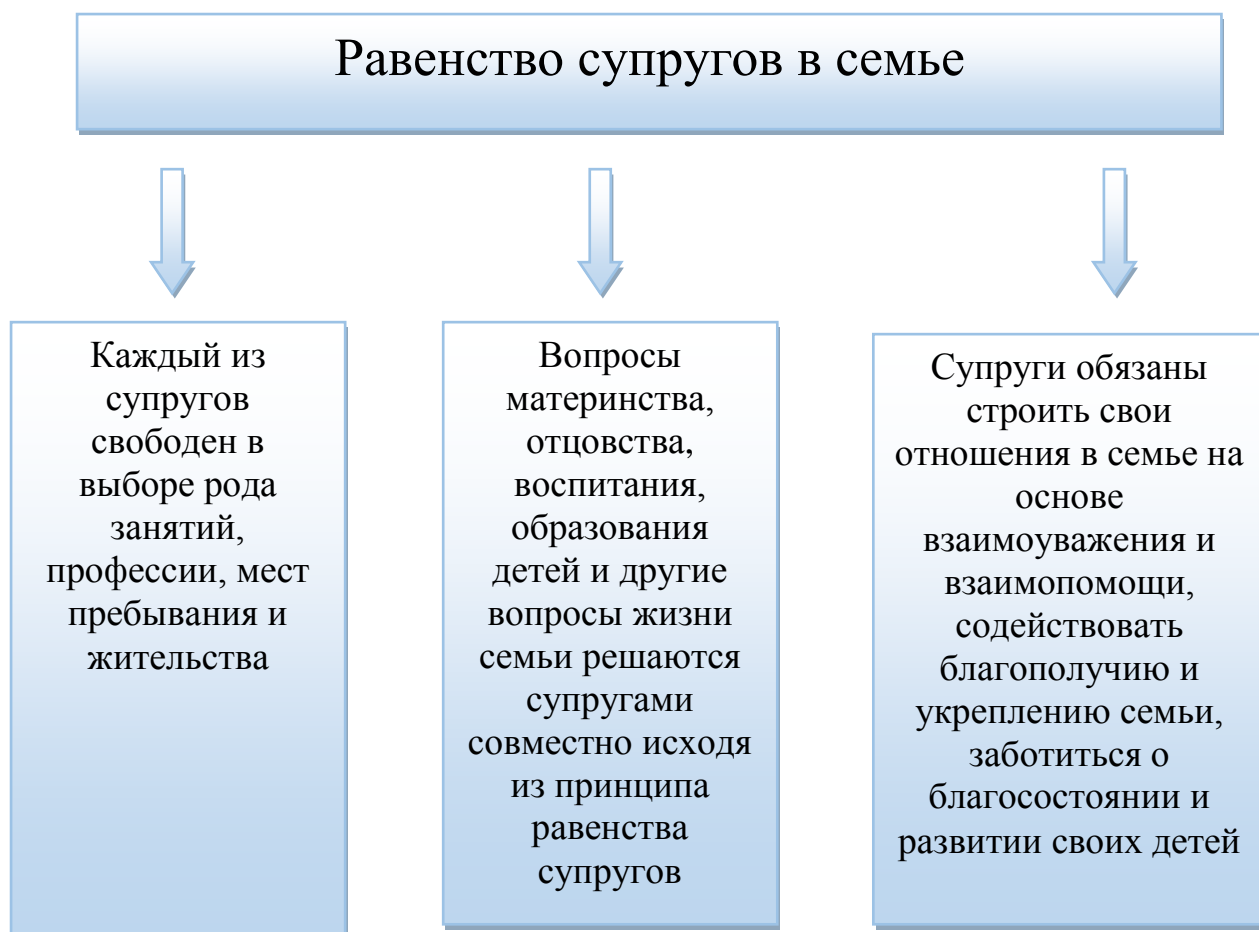 Равенство супругов в семье
Каждый из
супругов
свободен в
выборе рода
занятий,
профессии, мест
пребывания и
жительства
Вопросы
материнства,
отцовства,
воспитания,
образования
детей и другие
вопросы жизни
семьи решаются
супругами
совместно исходя
из принципа
равенства
супругов
Супруги обязаны
строить свои
отношения в семье на
основе
взаимоуважения и
взаимопомощи,
содействовать
благополучию и
укреплению семьи,
заботиться о
благосостоянии и
развитии своих детей